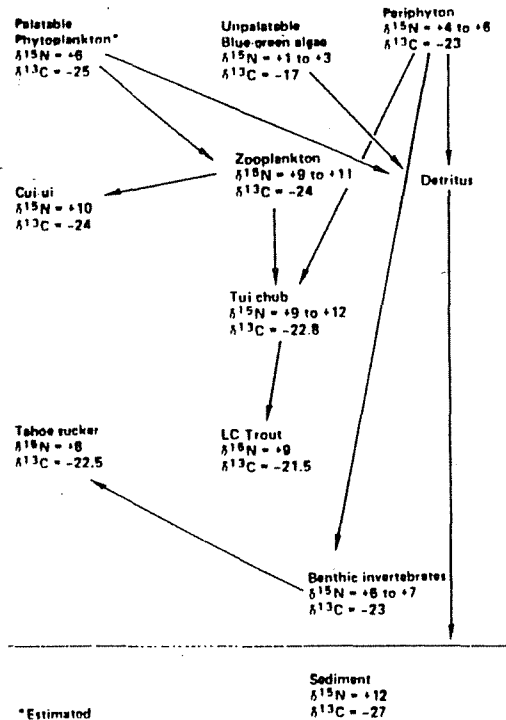 Palatable
Phytoplankton*
δ¹⁵N = +6
δ¹³C = -25
Unpalatable
Blue-green algae
δ¹⁵N = +1 to +3
δ¹³C = -17
Periphyton
δ¹⁵N = +4 to +6
δ¹³C = -23
Zooplankton
δ¹⁵N = +9 to +11
δ¹³C = -24
Detritus
Cui-ui
δ¹⁵N = +10
δ¹³C = -24
Tui chub
δ¹⁵N = +9 to +12
δ¹³C = -22.8
Tahoe sucker
δ¹⁵N = +8
δ¹³C = -22.5
LC Trout
δ¹⁵N = +9
δ¹³C = -21.5
Benthic invertebrates
δ¹⁵N = +6 to +7
δ¹³C = -23
Sediment
δ¹⁵N = +12
δ¹³C = -27
*Estimated